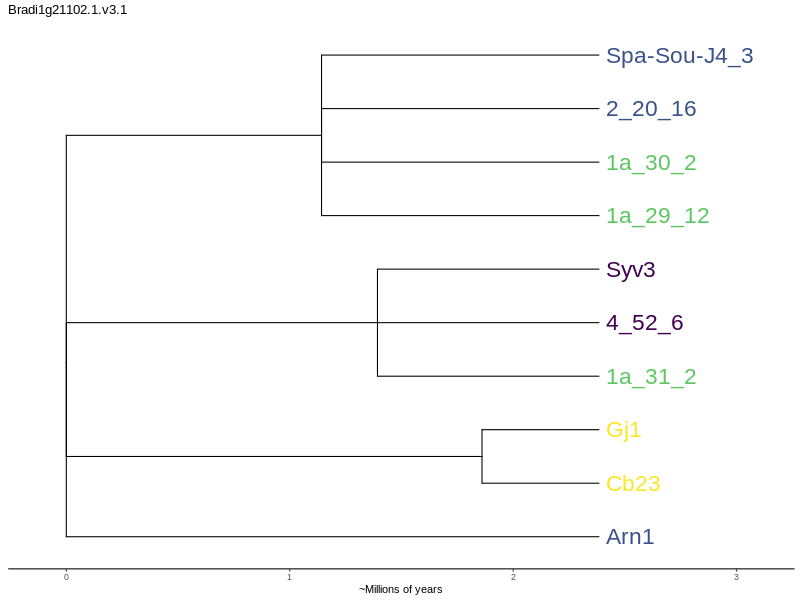 Bradi1g21102.1.v3.1
Spa-Sou-J4_3
2_20_16
1a_30_2
1a_29_12
Syv3
4_52_6
1a_31_2
Gj1
Cb23
Arn1
0 1 2 3
~Millions of years